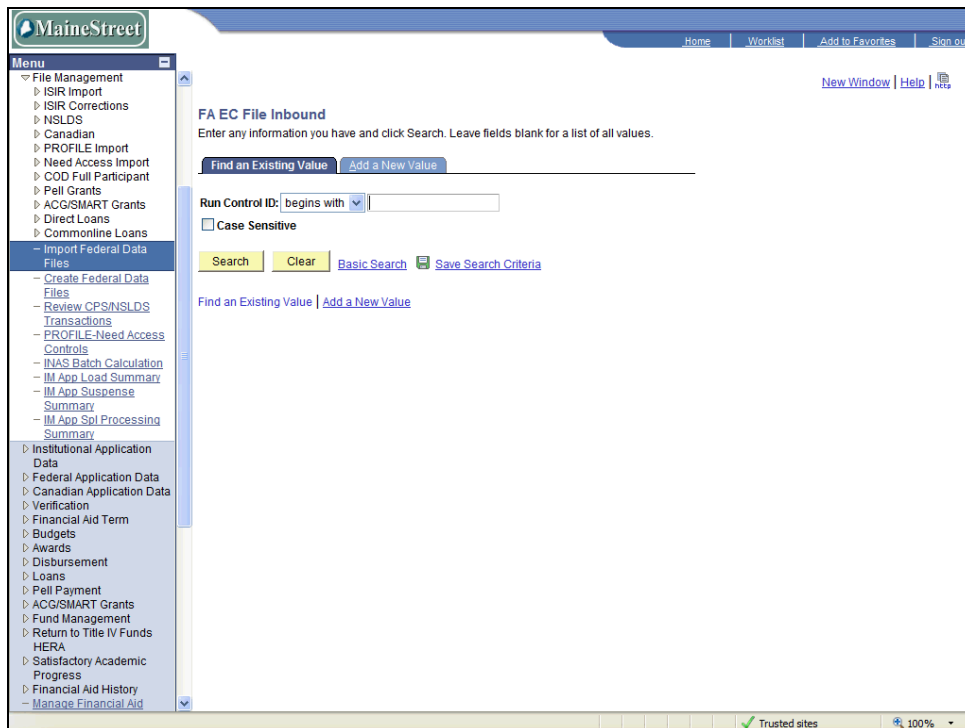 MaineStreet
Home
Worklist
Add to Favorites
Sign ou
Menu
File Management
ISIR Import
ISIR Corrections
NSLDS
Canadian
PROFILE Import
Need Access Import
COD Full Participant
Pell Grants
ACG/SMART Grants
Direct Loans
Commonline Loans
– Import Federal Data
Files
– Create Federal Data
Files
– Review CPS/NSLDS
Transactions
– PROFILE-Need Access
Controls
– INAS Batch Calculation
– IM App Load Summary
– IM App Suspense
Summary
– IM App Spl Processing
Summary
Institutional Application
Data
Federal Application Data
Canadian Application Data
Verification
Financial Aid Term
Budgets
Awards
Disbursement
Loans
Pell Payment
ACG/SMART Grants
Fund Management
Return to Title IV Funds
HERA
Satisfactory Academic
Progress
Financial Aid History
– Manage Financial Aid
New Window | Help |
http
FA EC File Inbound
Enter any information you have and click Search. Leave fields blank for a list of all values.
Find an Existing Value
Add a New Value
Run Control ID: begins with
Case Sensitive
Search Clear Basic Search Save Search Criteria
Find an Existing Value | Add a New Value
Trusted sites
100%